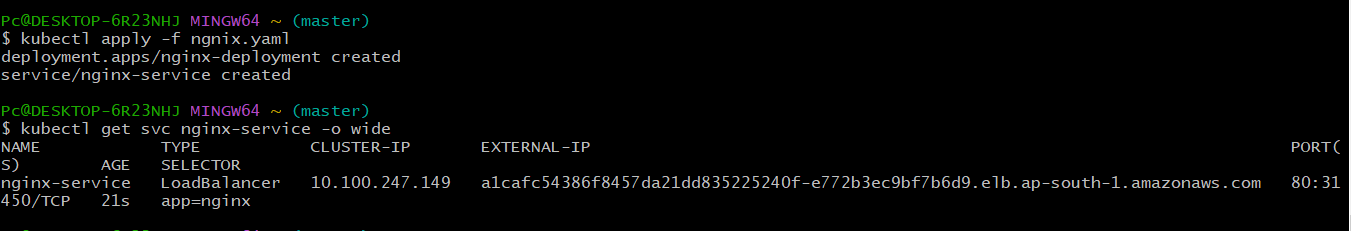 Pc@DESKTOP-6R23NHJ MINGW64 ~ (master)
$ kubectl apply -f ngnix.yaml
deployment.apps/nginx-deployment created
service/nginx-service created
Pc@DESKTOP-6R23NHJ MINGW64 ~ (master)
$ kubectl get svc nginx-service -o wide
NAME TYPE CLUSTER-IP EXTERNAL-IP PORT(
S) AGE SELECTOR
nginx-service LoadBalancer 10.100.247.149 a1cafc54386f8457da21dd835225240f-e772b3ec9bf7b6d9.elb.ap-south-1.amazonaws.com 80:31
450/TCP 21s app=nginx